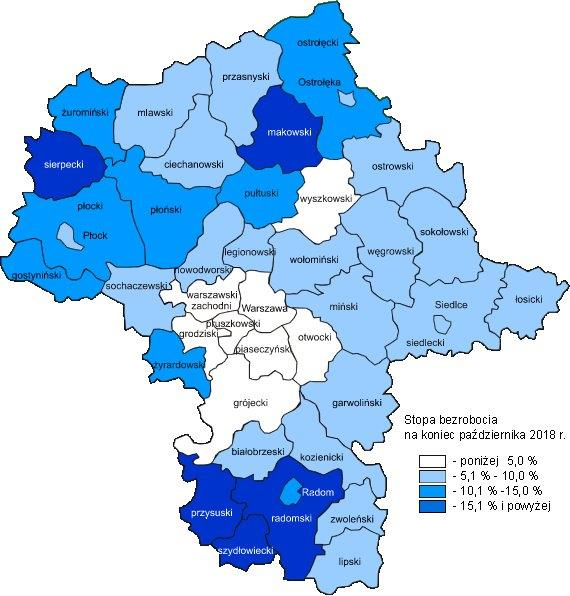 ostrołęcki
Ostrołęka
przasnyski
żuromiński
mławski
makowski
sierpecki
ciechanowski
ostrowski
płocki
płoński
pułtuski
wyszkowski
Płock
sokołowski
legionowski
wołomiński
węgrowski
gostyniński
nowodworski
sochaczewski
warszawski
zachodni
Warszawa
miński
Siedlce
łosicki
pruszkowski
grodziski
otwocki
piaseczyński
siedlecki
żyrardowski
grójecki
garwoliński
Stopa bezrobocia
na koniec października 2018 r.
- poniżej 5,0 %
- 5,1 % - 10,0 %
- 10,1 % -15,0 %
- 15,1 % i powyżej
białobrzeski
kozienicki
Radom
przysuski
radomski
zwoleński
szydłowiecki
lipski